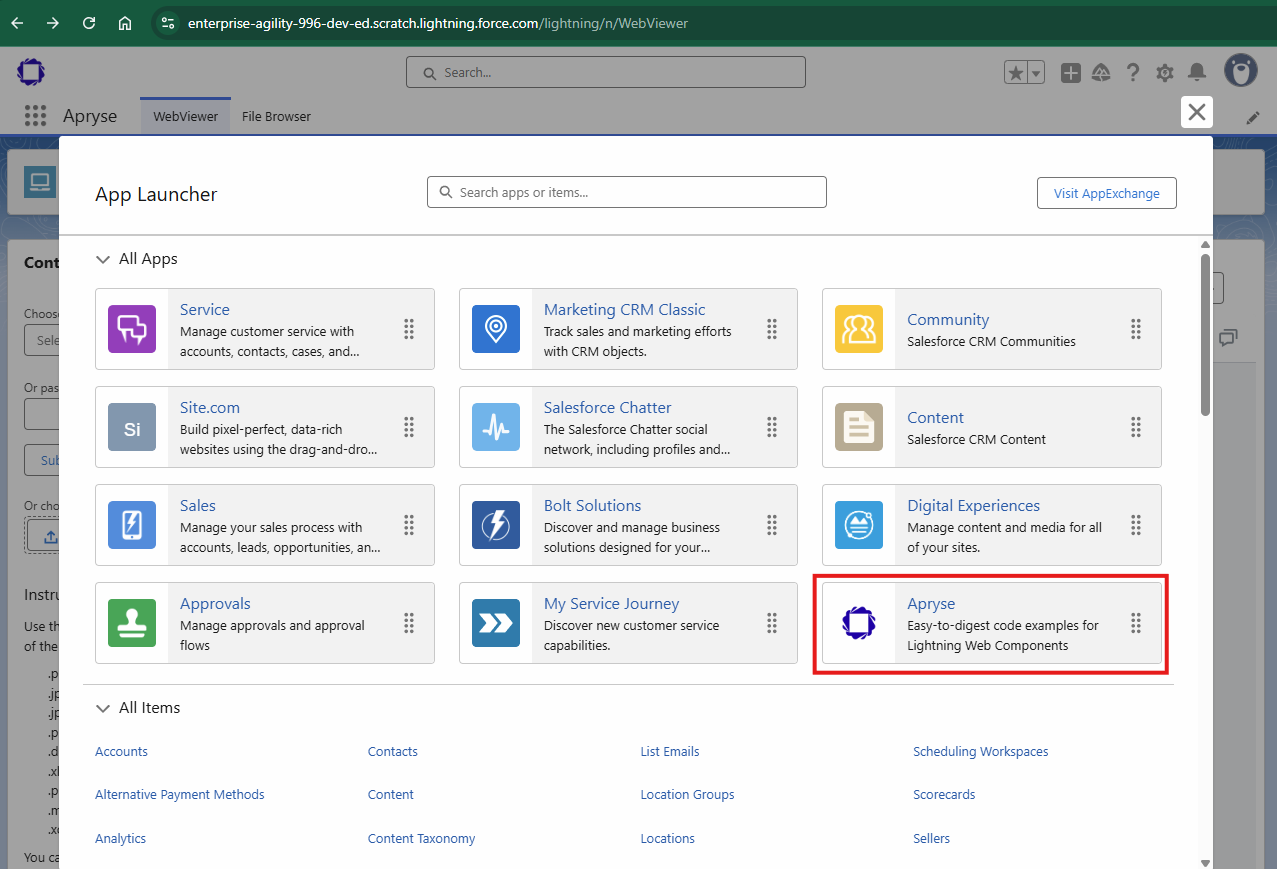 enterprise-agility-996-dev-ed.scratch.lightning.force.com/lightning/n/WebViewer
Search...
Apryse
WebViewer
File Browser
App Launcher
Search apps or items...
Visit AppExchange
Cont
All Apps
Service
Manage customer service with
accounts, contacts, cases, and...
Marketing CRM Classic
Track sales and marketing efforts
with CRM objects.
Community
Salesforce CRM Communities
Choose
Sele
Or pas
Site.com
Si
Build pixel-perfect, data-rich
websites using the drag-and-dro...
Salesforce Chatter
The Salesforce Chatter social
network, including profiles and...
Content
Salesforce CRM Content
Sub
Or cho
Sales
Manage your sales process with
accounts, leads, opportunities, an...
Bolt Solutions
Discover and manage business
solutions designed for your...
Digital Experiences
Manage content and media for all
of your sites.
Instru
Use th
of the
Approvals
Manage approvals and approval
flows
My Service Journey
Discover new customer service
capabilities.
Apryse
Easy-to-digest code examples for
Lightning Web Components
.p
.jp
.jp
.p
.d
.xl
.p
.m
.xo
You ca
All Items
Accounts
Contacts
List Emails
Scheduling Workspaces
Alternative Payment Methods
Content
Location Groups
Scorecards
Analytics
Content Taxonomy
Locations
Sellers